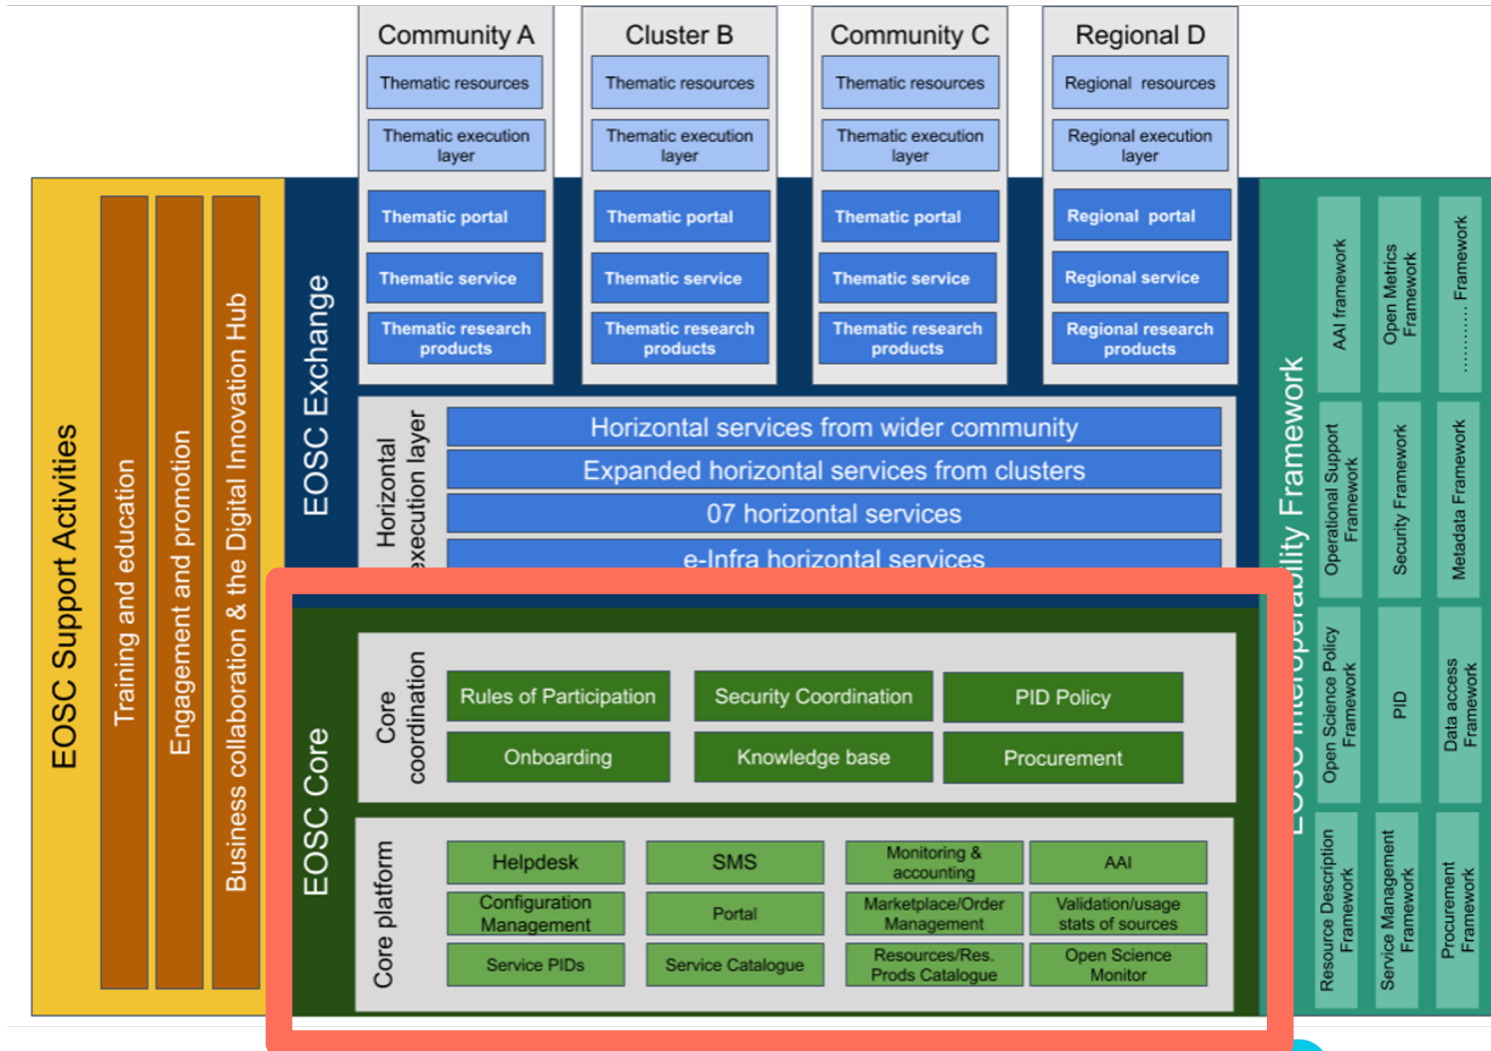 Community A
Thematic resources
Thematic execution
layer
Thematic portal
Thematic service
Thematic research
products
Cluster B
Thematic resources
Thematic execution
layer
Thematic portal
Thematic service
Thematic research
products
Community C
Thematic resources
Thematic execution
layer
Thematic portal
Thematic service
Thematic research
products
Regional D
Regional resources
Regional execution
layer
Regional portal
Regional service
Regional research
products
EOSC Support Activities
Training and education
Engagement and promotion
Business collaboration & the Digital Innovation Hub
EOSC Exchange
Horizontal
execution layer
Horizontal services from wider community
Expanded horizontal services from clusters
07 horizontal services
e-Infra horizontal services
EOSC Core
Core
coordination
Rules of Participation
Security Coordination
PID Policy
Onboarding
Knowledge base
Procurement
Core platform
Helpdesk
SMS
Monitoring &
accounting
AAI
Configuration
Management
Portal
Marketplace/Order
Management
Validation/usage
stats of sources
Service PIDs
Service Catalogue
Resources/Res.
Prods Catalogue
Open Science
Monitor
EOSC Interoperability Framework
AAI framework
Open Metrics
Framework
........... Framework
Operational Support
Framework
Security Framework
Metadata Framework
Open Science Policy
Framework
PID
Data access
Framework
Resource Description
Framework
Service Management
Framework
Procurement
Framework